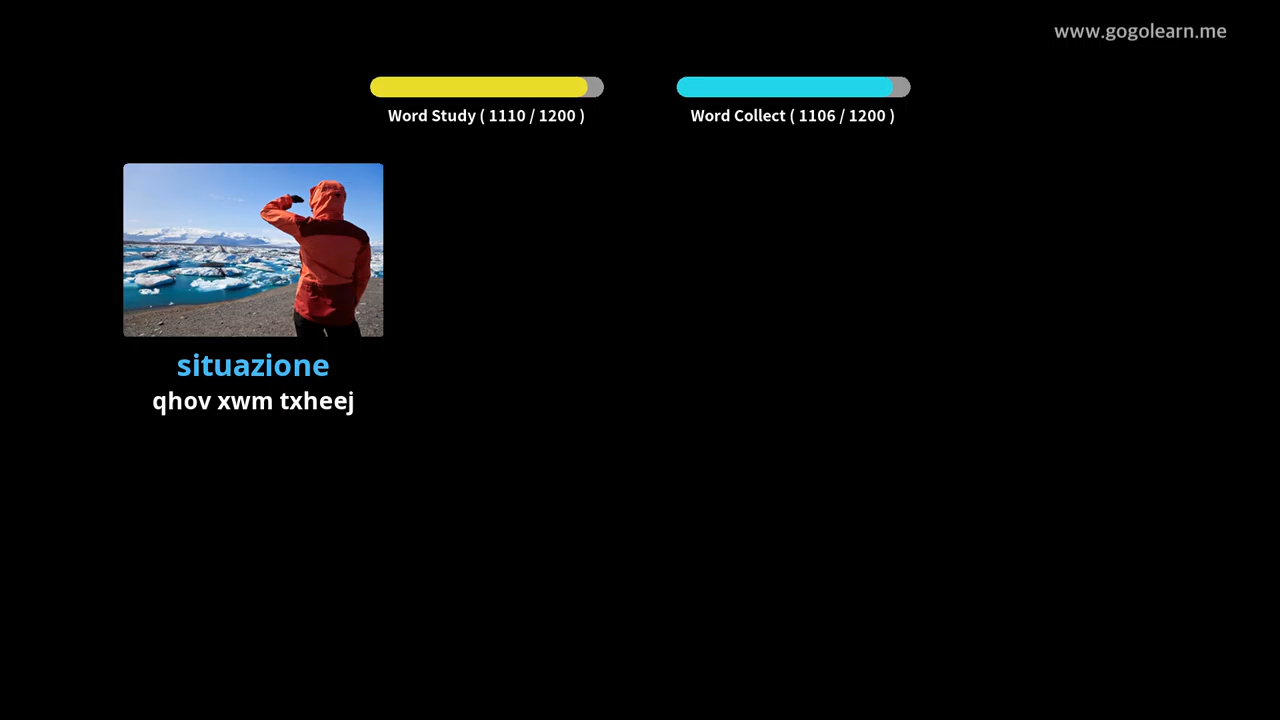 www.gogolearn.me
Word Study ( 1110 / 1200 )
Word Collect ( 1106 / 1200 )
situazione
qhov xwm txheej